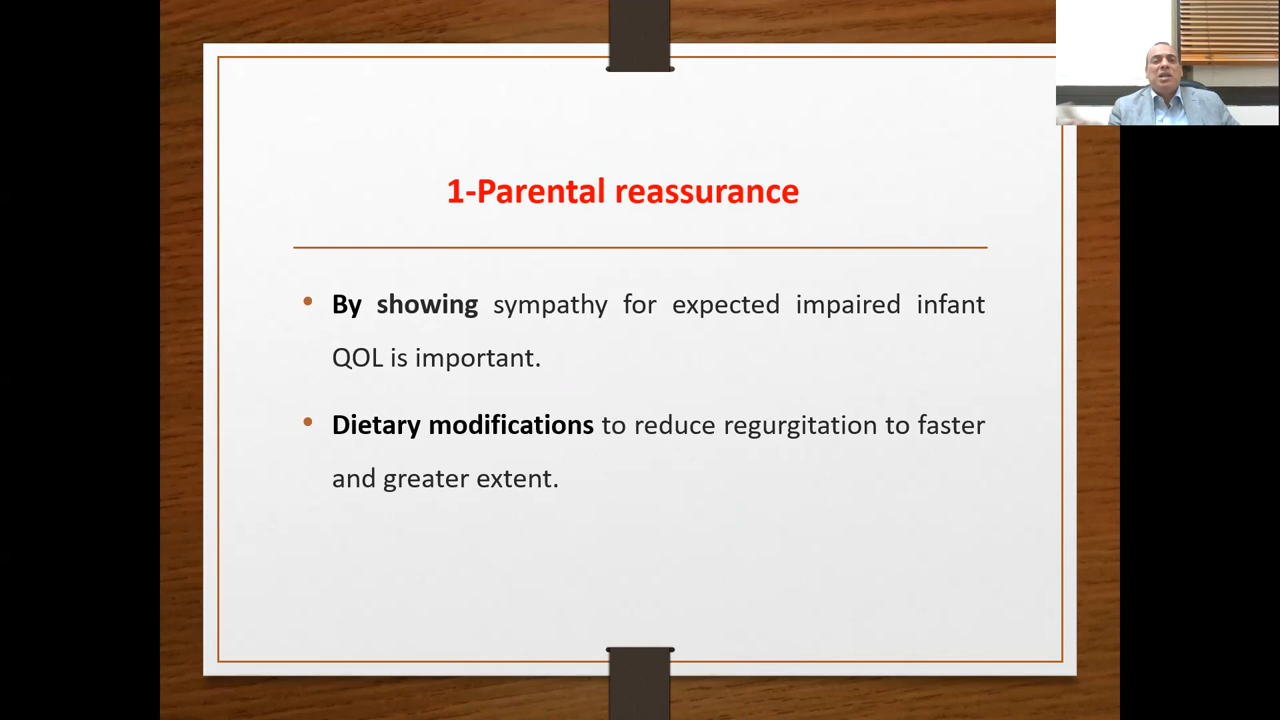 1-Parental reassurance
• By showing sympathy for expected impaired infant
QOL is important.
• Dietary modifications to reduce regurgitation to faster
and greater extent.